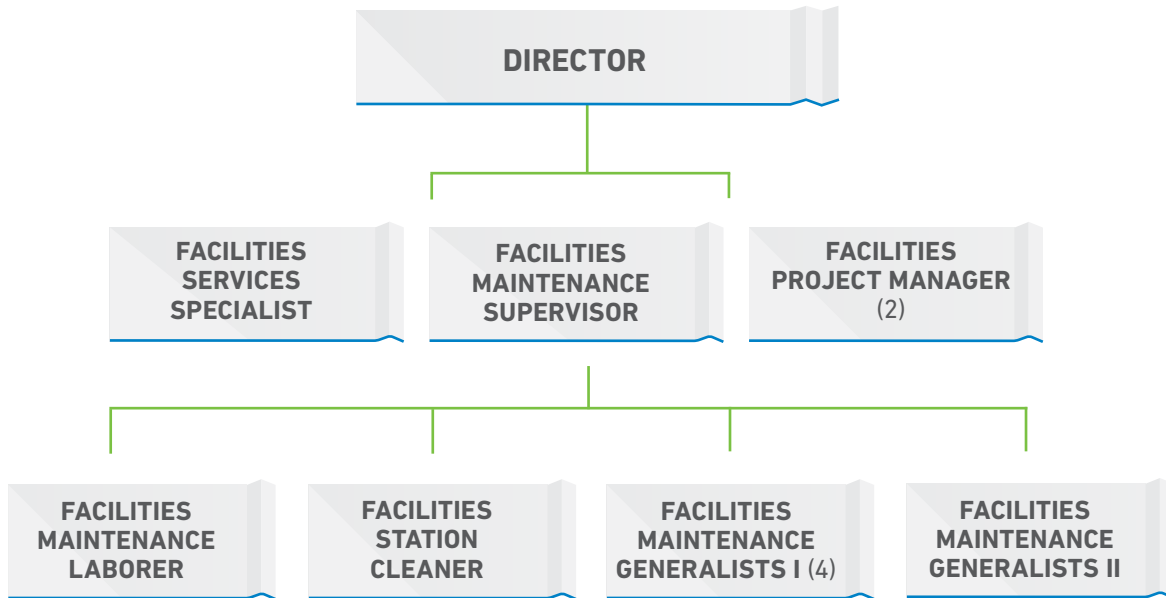 DIRECTOR
FACILITIES
SERVICES
SPECIALIST
FACILITIES
MAINTENANCE
SUPERVISOR
FACILITIES
PROJECT MANAGER
(2)
FACILITIES
MAINTENANCE
LABORER
FACILITIES
STATION
CLEANER
FACILITIES
MAINTENANCE
GENERALISTS I (4)
FACILITIES
MAINTENANCE
GENERALISTS II